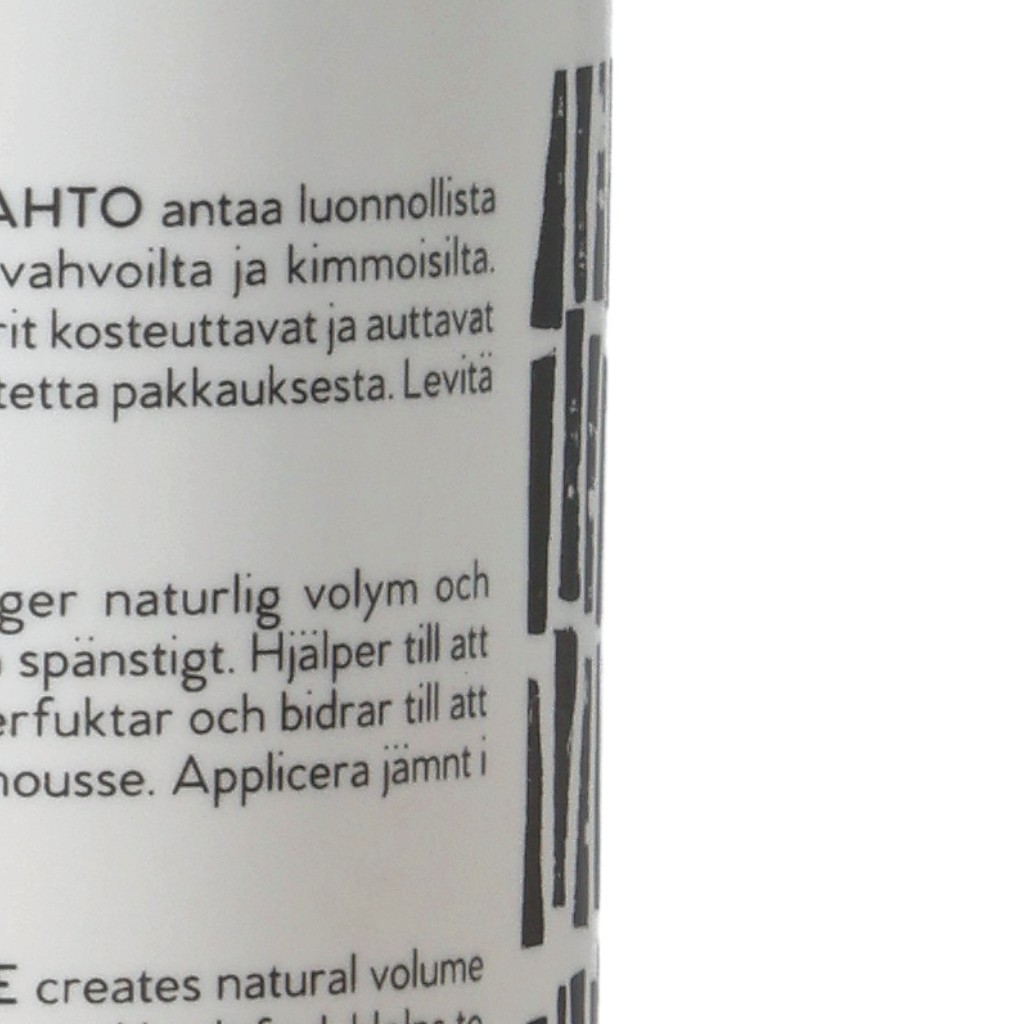 AHTO antaa luonnollista
vahvoilta ja kimmoisilta.
rit kosteuttavat ja auttavat
tetta pakkauksesta. Levitä
ger naturlig volym och
spänstigt. Hjälper till att
erfuktar och bidrar till att
ousse. Applicera jämnt i
E creates natural volume